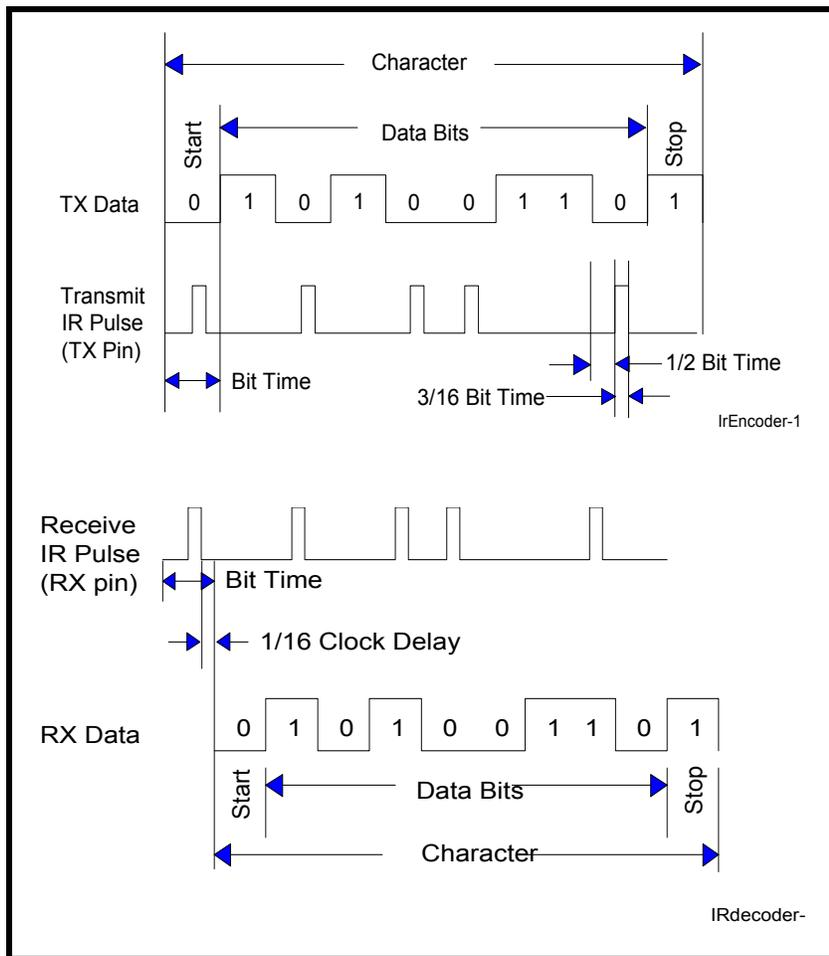 Character
Start
Data Bits
Stop
TX Data
0 1 0 1 0 0 1 1 0 1
Transmit
IR Pulse
(TX Pin)
Bit Time
1/2 Bit Time
3/16 Bit Time
IrEncoder-1
Receive
IR Pulse
(RX pin)
Bit Time
1/16 Clock Delay
RX Data
0 1 0 1 0 0 1 1 0 1
Start
Data Bits
Stop
Character
IRdecoder-